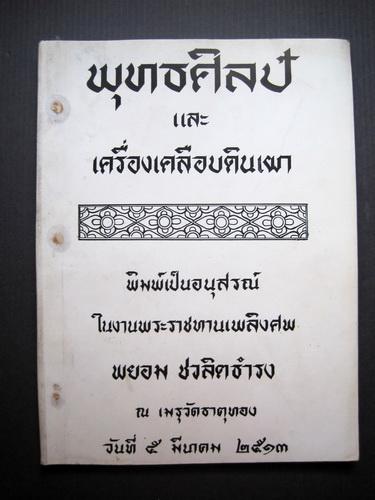 พุทธศิลป์
และ
เครื่องเคลือบดินเผา
พิมพ์เป็นอนุสรณ์
ในงานพระราชทานเพลิงศพ
พยอม ชวลิตธำรง
ณ เมรุวัดธาตุทอง
วันที่ ๕ มีนาคม ๒๕๑๓